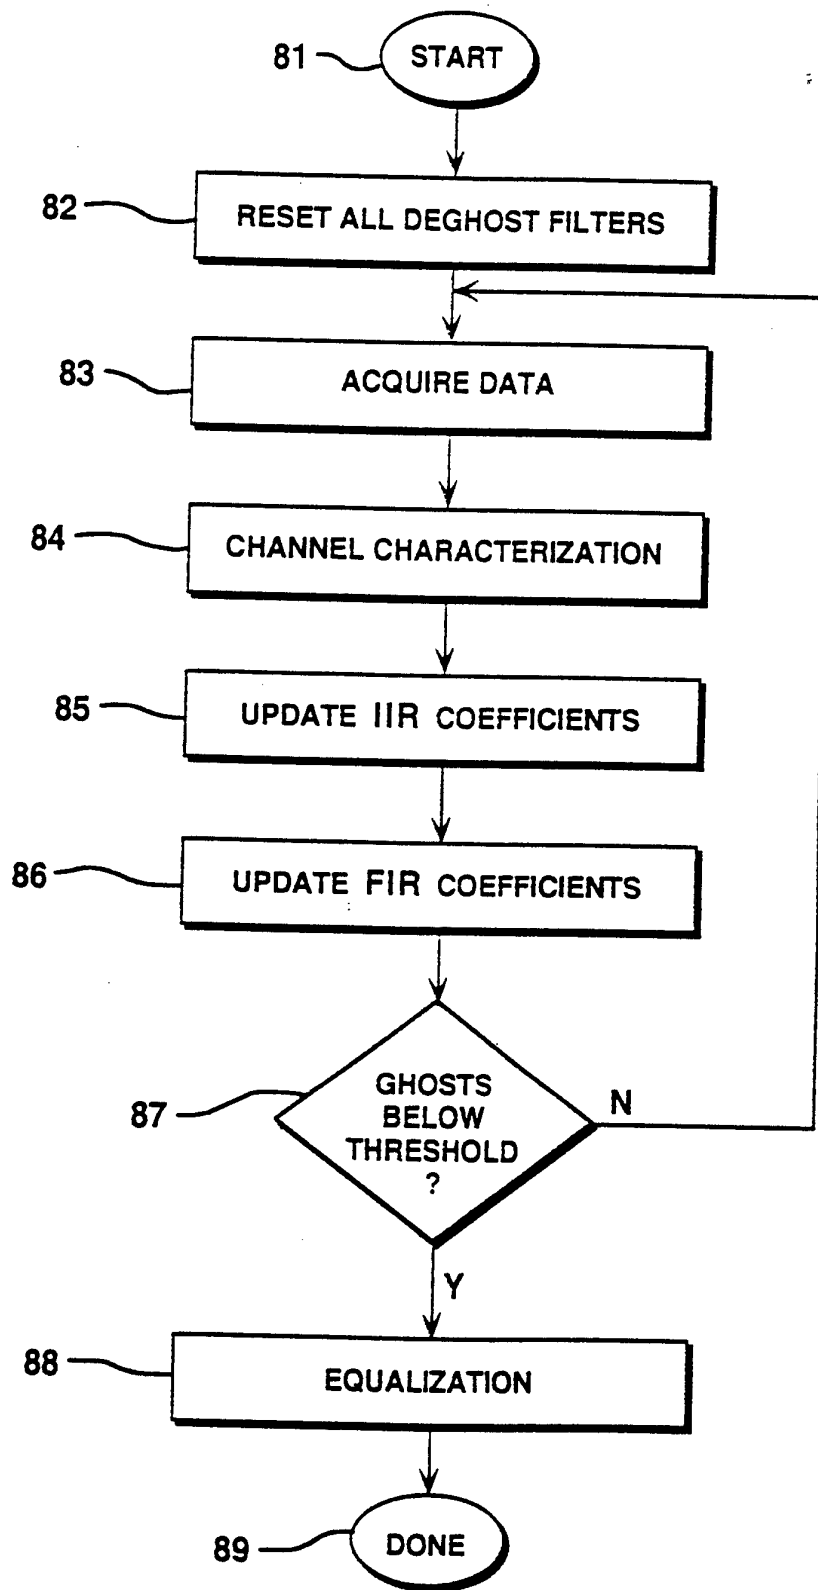 81
START
82
RESET ALL DEGHOST FILTERS
83
ACQUIRE DATA
84
CHANNEL CHARACTERIZATION
85
UPDATE IIR COEFFICIENTS
86
UPDATE FIR COEFFICIENTS
87
GHOSTS
BELOW
THRESHOLD
?
N
Y
88
EQUALIZATION
89
DONE